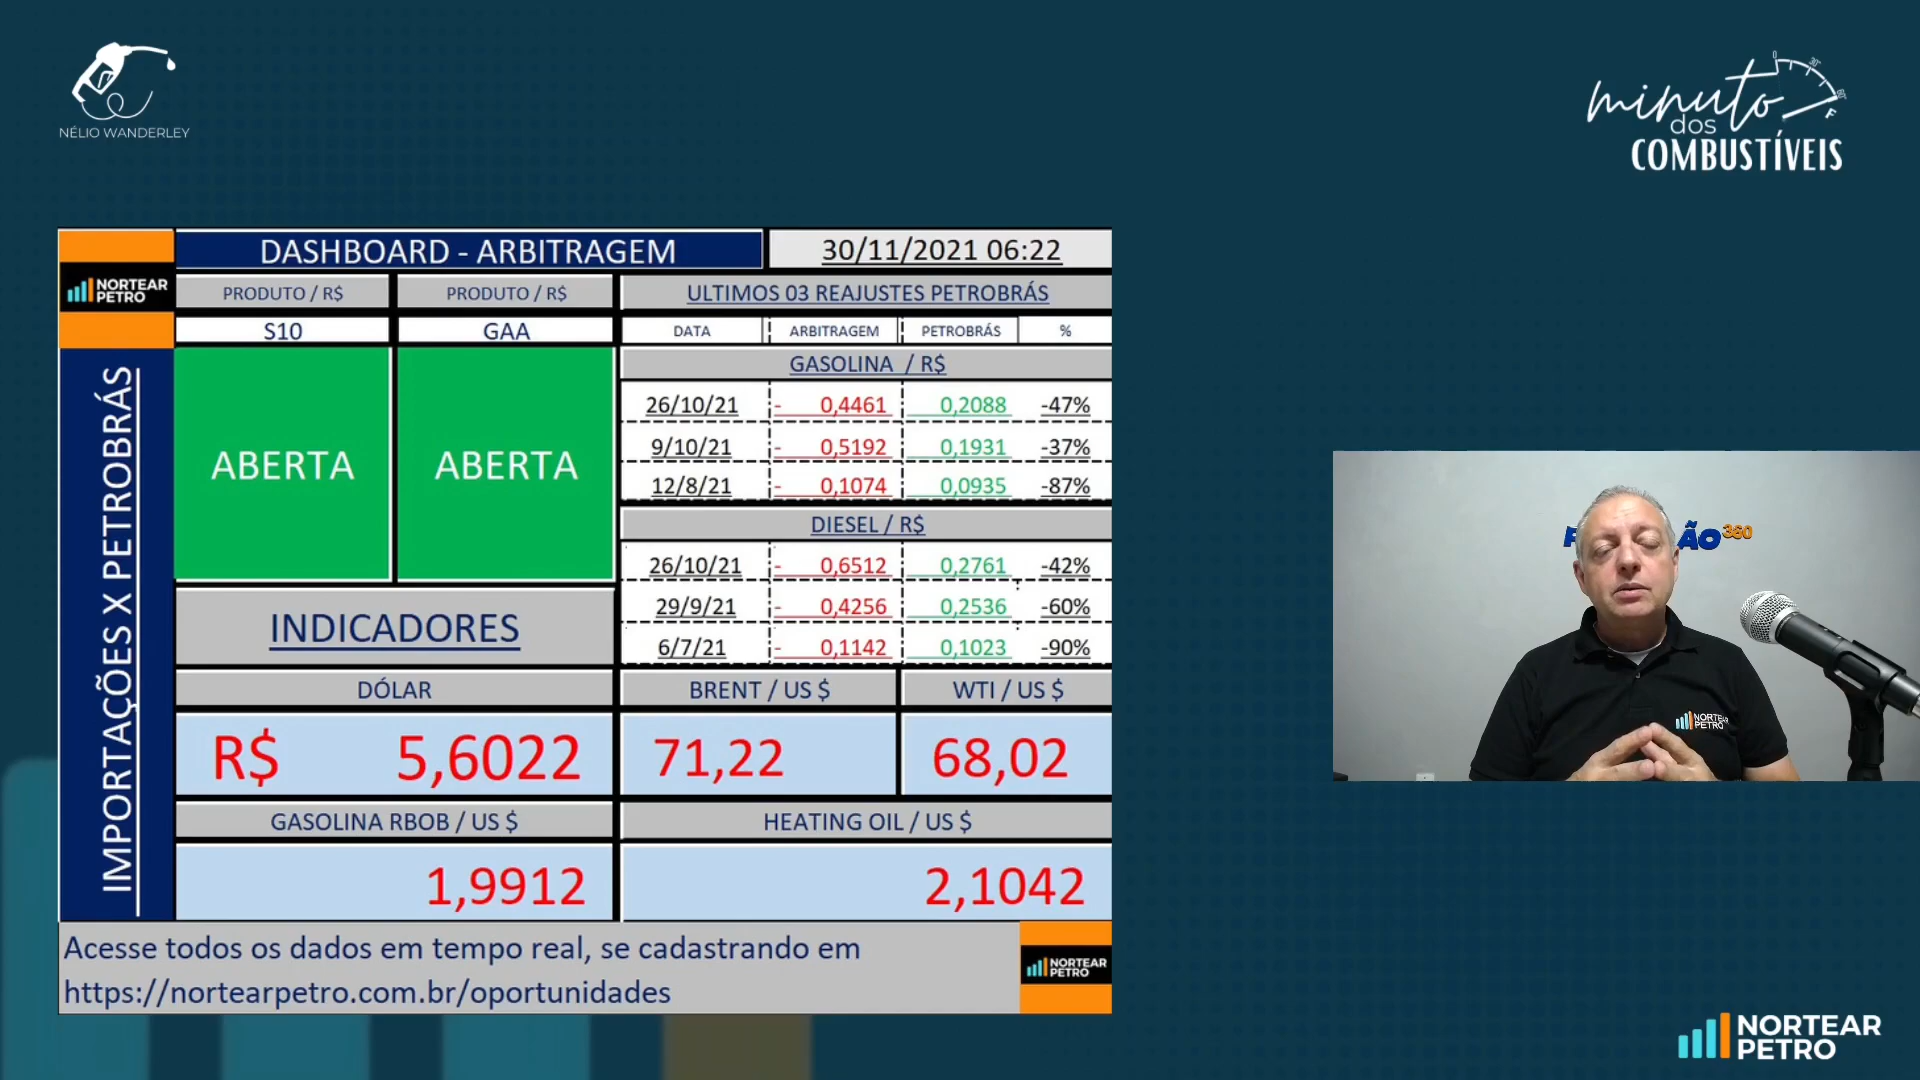 NÉLIO WANDERLEY
minuto
dos
COMBUSTÍVEIS
DASHBOARD - ARBITRAGEM
30/11/2021 06:22
NORTEAR
PETRO
PRODUTO / R$
PRODUTO / R$
ULTIMOS 03 REAJUSTES PETROBRÁS
S10
GAA
DATA ARBITRAGEM PETROBRÁS %
IMPORTAÇÕES X PETROBRÁS
ABERTA
ABERTA
GASOLINA / R$
26/10/21 - 0,4461 0,2088 -47%
9/10/21 - 0,5192 0,1931 -37%
12/8/21 - 0,1074 0,0935 -87%
DIESEL / R$
26/10/21 - 0,6512 0,2761 -42%
29/9/21 - 0,4256 0,2536 -60%
6/7/21 - 0,1142 0,1023 -90%
INDICADORES
DÓLAR
BRENT / US $
WTI / US $
R$ 5,6022
71,22
68,02
GASOLINA RBOB / US $
HEATING OIL / US $
1,9912
2,1042
Acesse todos os dados em tempo real, se cadastrando em
https://nortearpetro.com.br/oportunidades
NORTEAR
PETRO
360
NORTEAR
PETRO
NORTEAR
PETRO